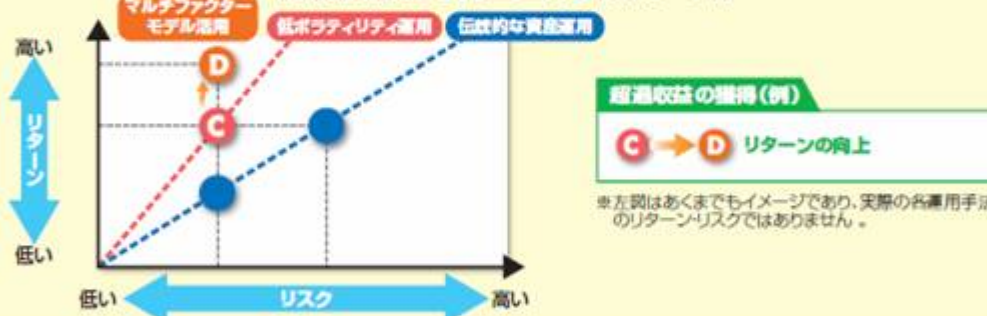 マルチファクター
モデル活用
低ボラティリティ運用
伝統的な資産運用
高い
リターン
低い
D
C
低い
リスク
高い
超過収益の獲得(例)
C
D
リターンの向上
※左図はあくまでもイメージであり、実際の各運用手法
のリターン・リスクではありません。